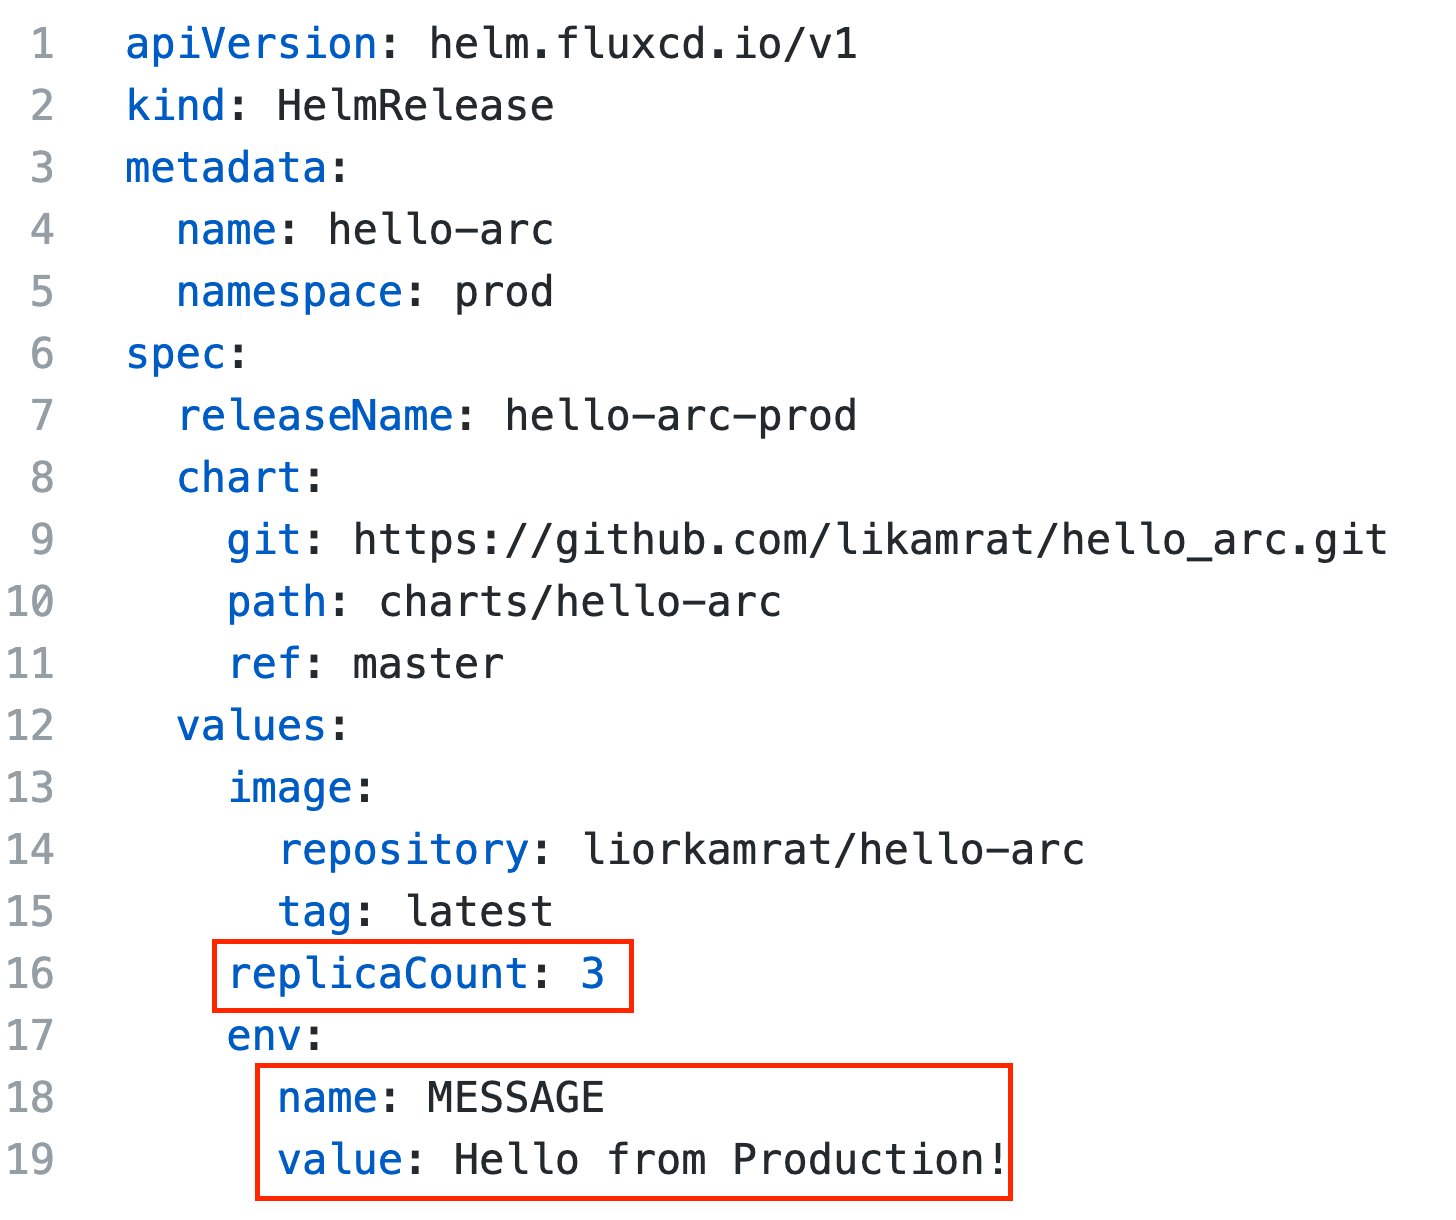 1 apiVersion: helm.fluxcd.io/v1
2 kind: HelmRelease
3 metadata:
4   name: hello-arc
5   namespace: prod
6 spec:
7   releaseName: hello-arc-prod
8   chart:
9     git: https://github.com/likamrat/hello_arc.git
10     path: charts/hello-arc
11     ref: master
12   values:
13     image:
14       repository: liorkamrat/hello-arc
15       tag: latest
16     replicaCount: 3
17     env:
18       name: MESSAGE
19       value: Hello from Production!